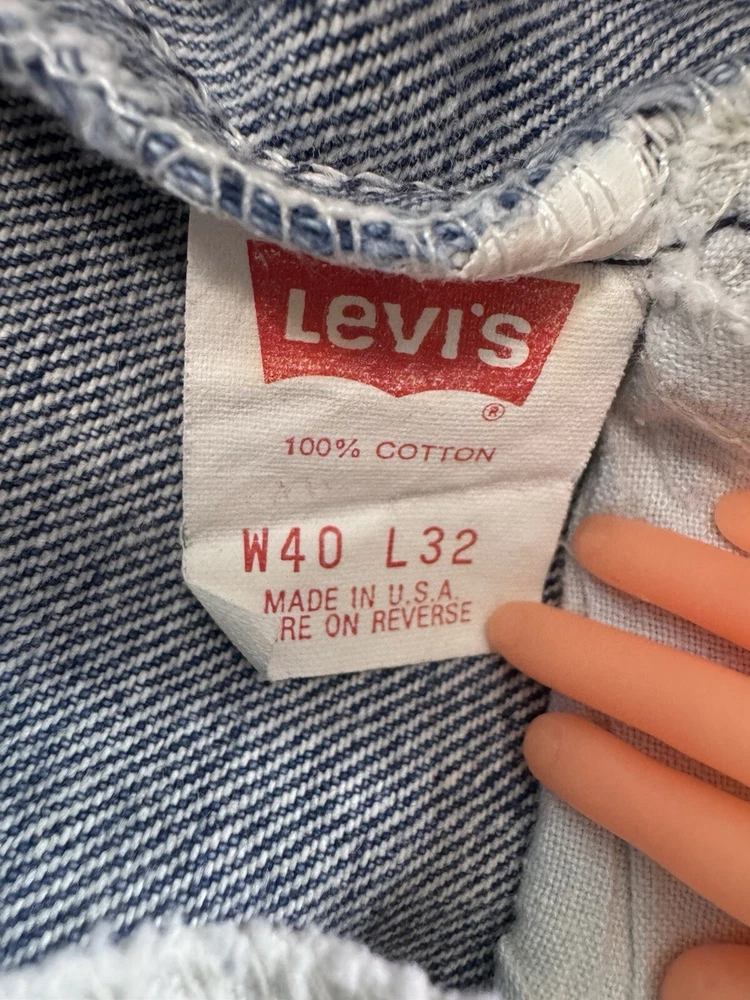 Levi's
®
100% COTTON
W40 L32
MADE IN U.S.A.
RE ON REVERSE